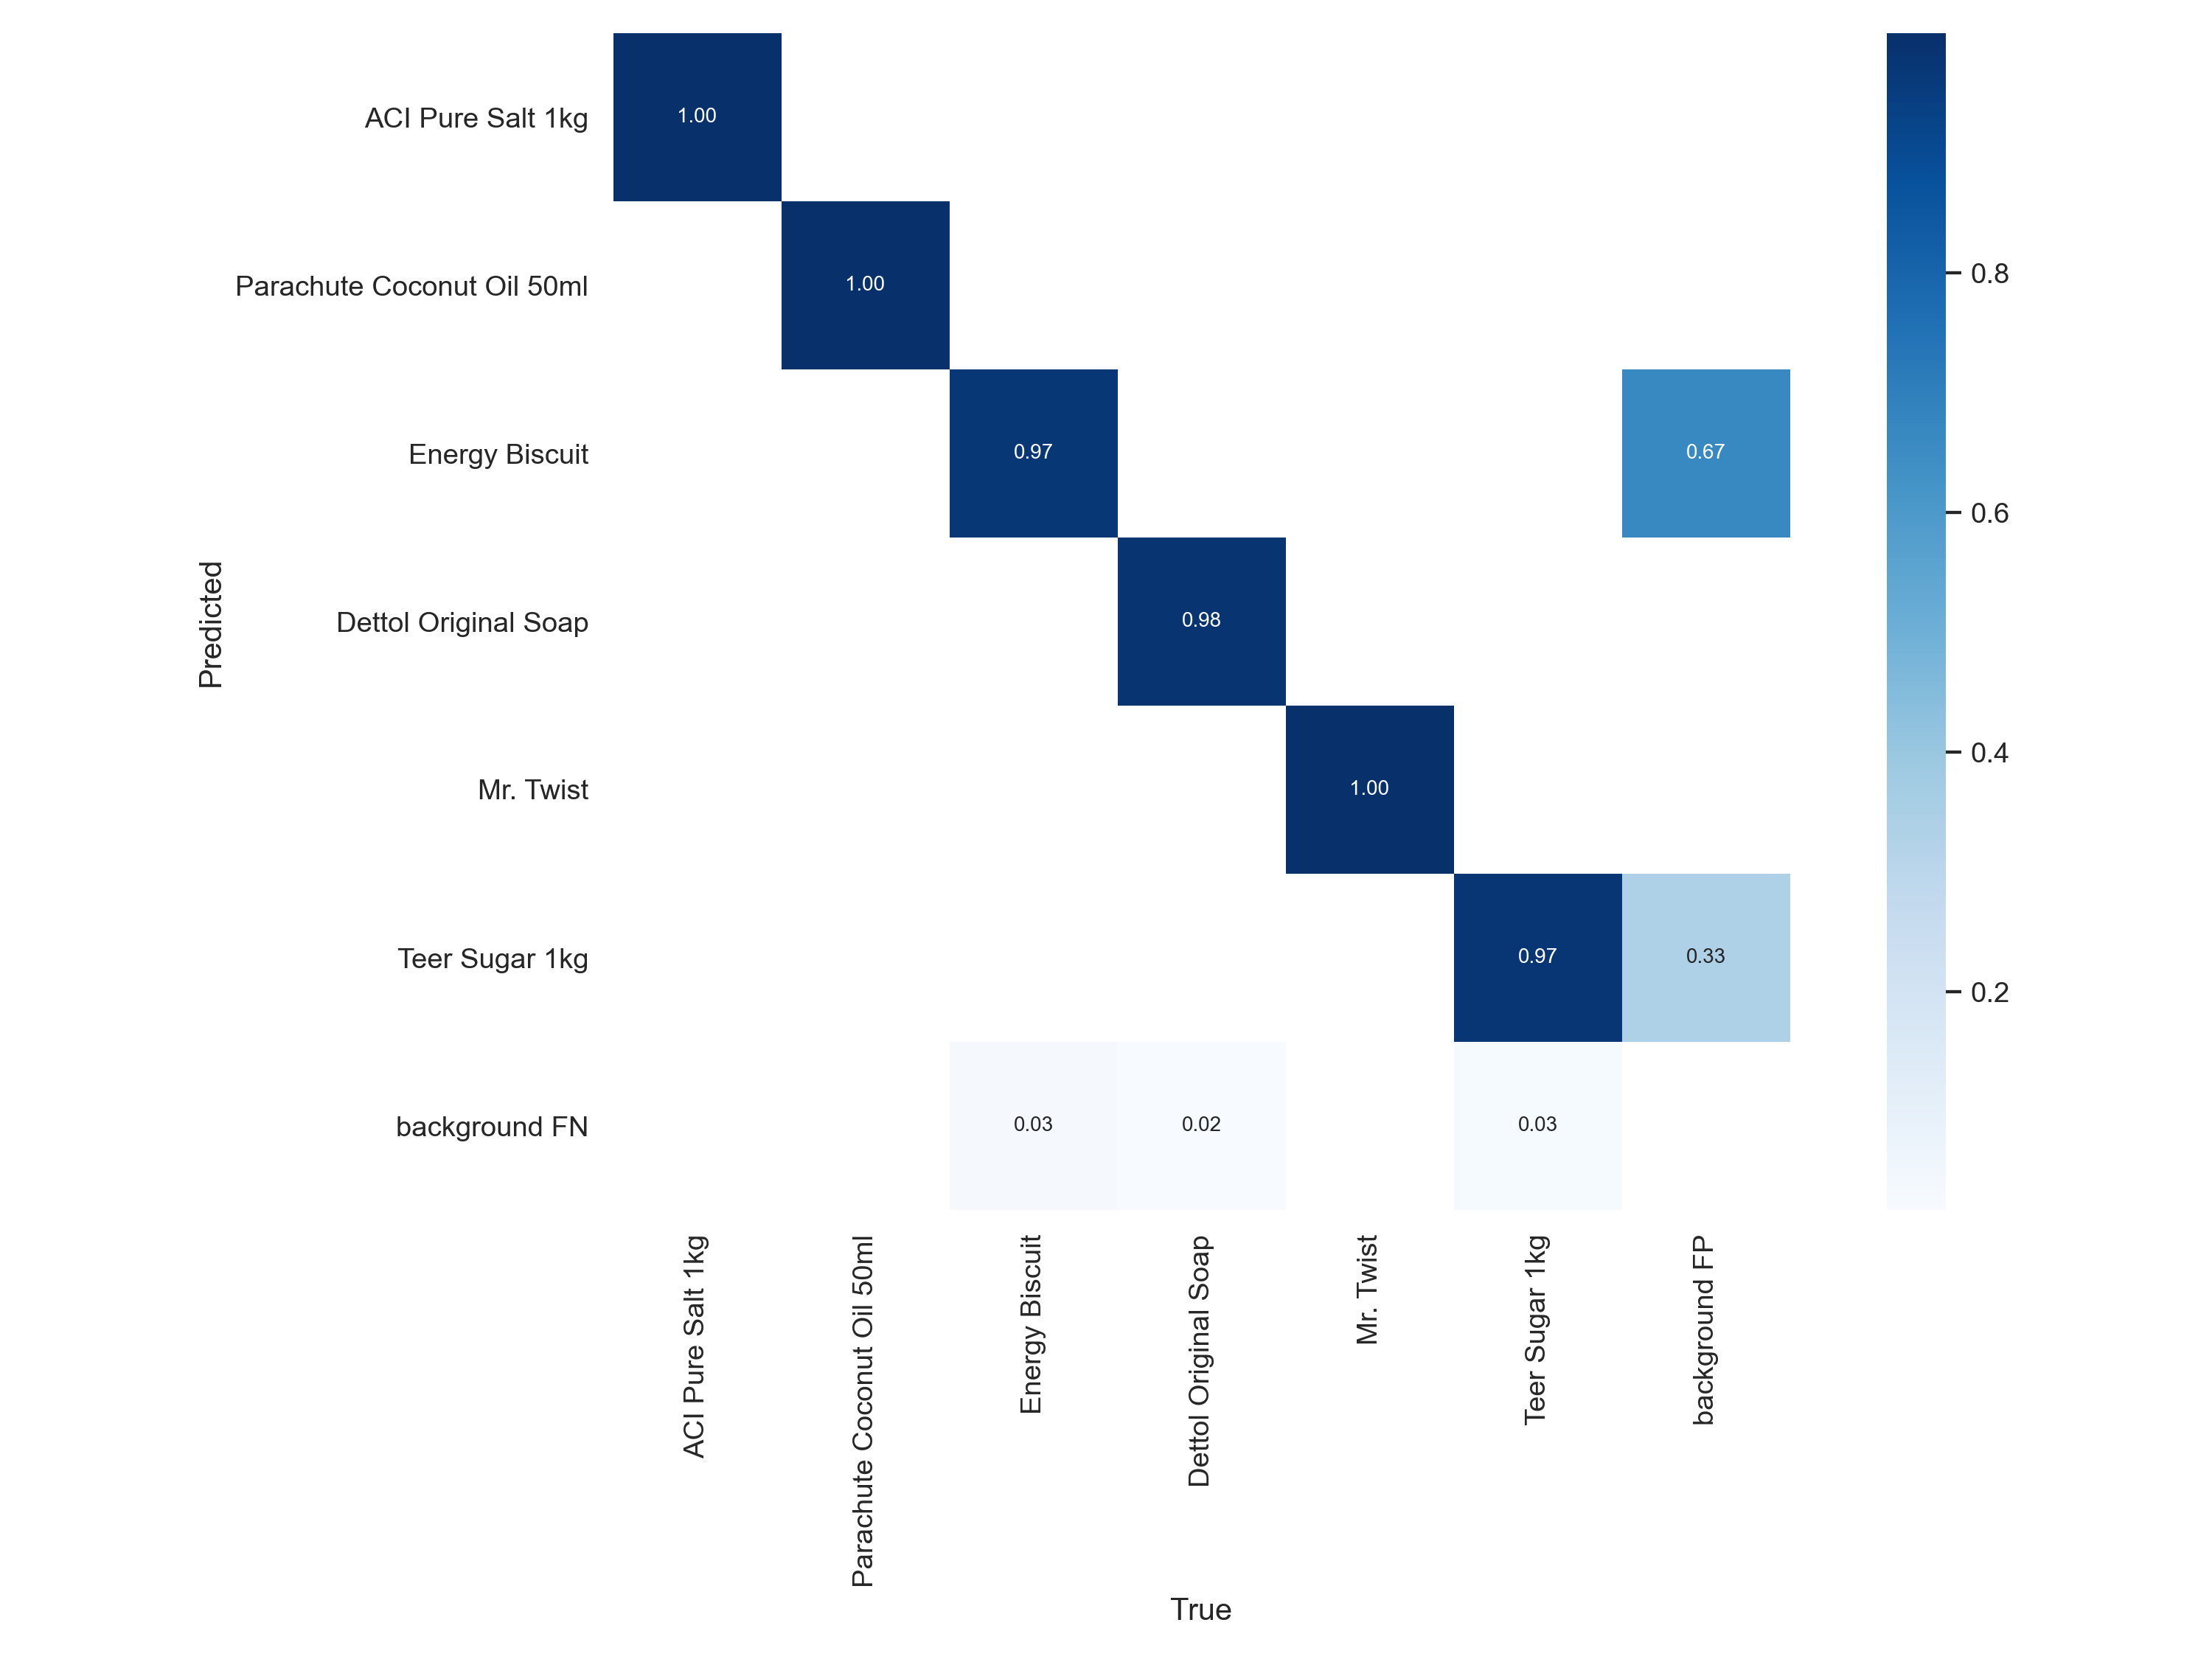 ACI Pure Salt 1kg
1.00
Parachute Coconut Oil 50ml
1.00
Energy Biscuit
0.97
0.67
Dettol Original Soap
0.98
Mr. Twist
1.00
Teer Sugar 1kg
0.97
0.33
background FN
0.03
0.02
0.03
Predicted
ACI Pure Salt 1kg
Parachute Coconut Oil 50ml
Energy Biscuit
Dettol Original Soap
Mr. Twist
Teer Sugar 1kg
background FP
True
0.8
0.6
0.4
0.2